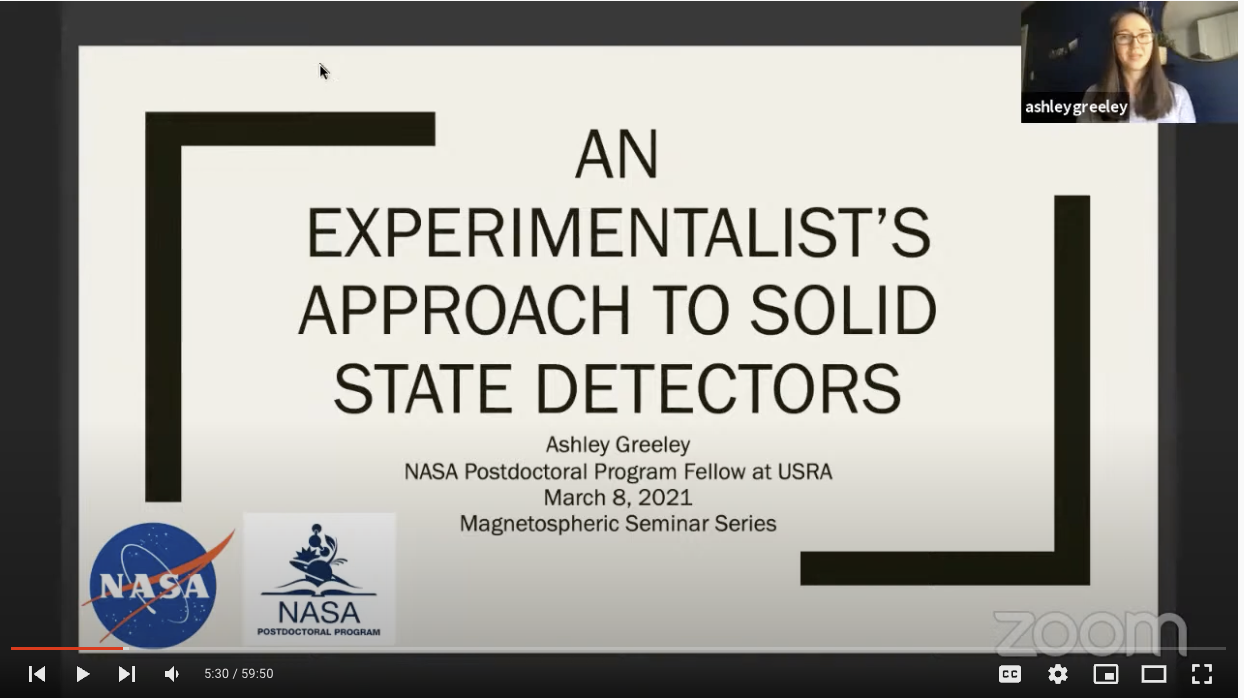 ashleygreeley
AN
EXPERIMENTALIST'S
APPROACH TO SOLID
STATE DETECTORS
Ashley Greeley
NASA Postdoctoral Program Fellow at USRA
March 8, 2021
Magnetospheric Seminar Series
NASA
NASA
POSTDOCTORAL PROGRAM
zoom
5:30 / 59:50
CC